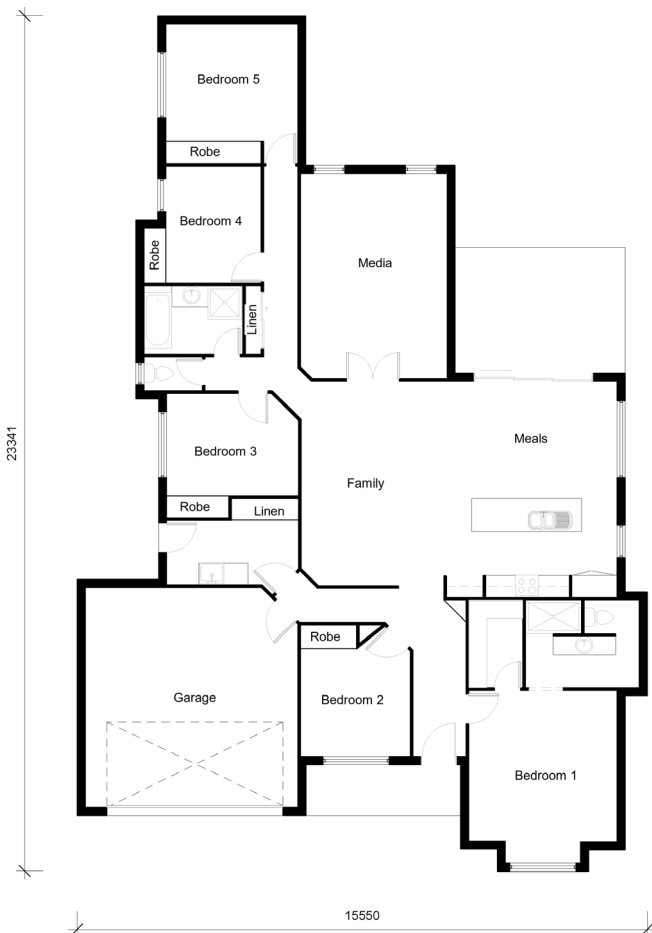 Bedroom 5
Robe
Bedroom 4
Robe
Media
Linen
Meals
Bedroom 3
Family
Robe
Linen
23341
Robe
Garage
Bedroom 2
Bedroom 1
15550